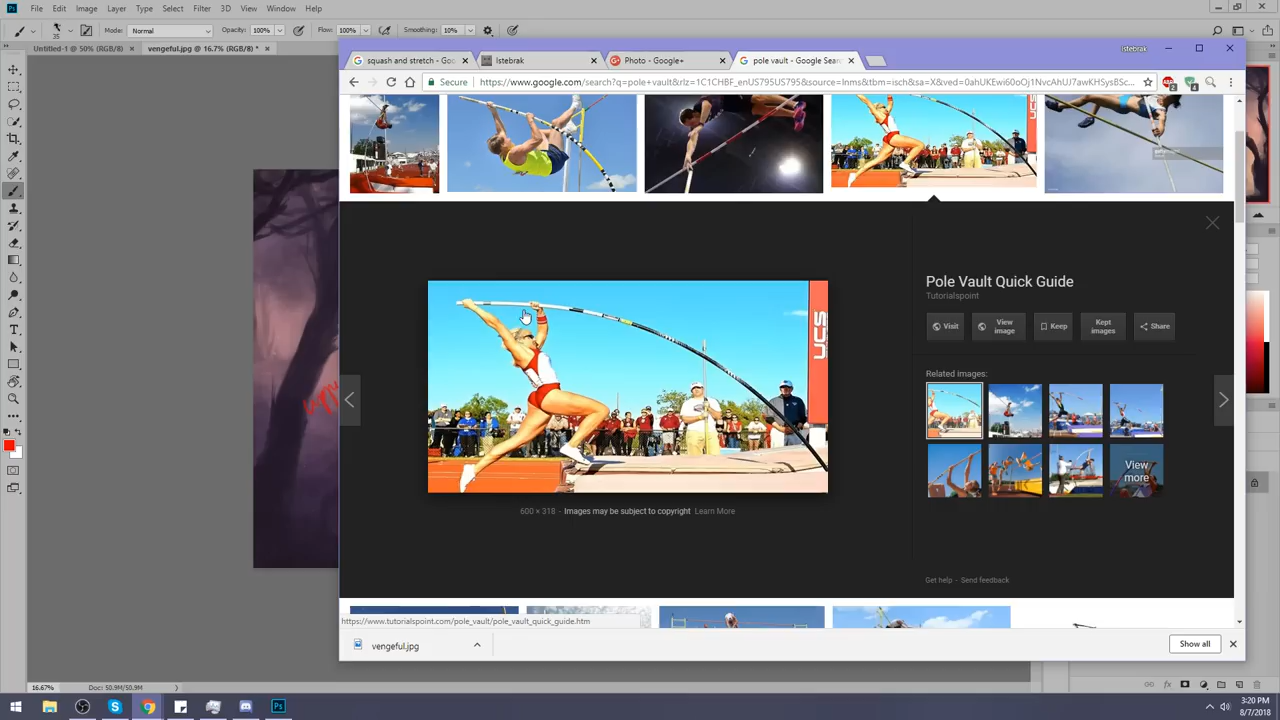 File Edit Image Layer Type Select Filter 3D View Window Help
35 Mode: Normal Opacity: 100% Flow: 100% Smoothing: 10%
Untitled-1 @ 50% (RGB/8) × vengeful.jpg @ 16.7% (RGB/8) * ×
Istebrak
squash and stretch - Goo × Istebrak × Photo - Google+ × pole vault - Google Sear ×
Secure https://www.google.com/search?q=pole+vault&rlz=1C1CHBF_enUS795US795&source=lnms&tbm=isch&sa=X&ved=0ahUKEwi60oOj1NvcAhUJ7awKHSysBSc...
2 4
UCS
Pole Vault Quick Guide
Tutorialspoint
Visit View image Keep Kept images Share
Related images:
View more
600 × 318 - Images may be subject to copyright Learn More
Get help - Send feedback
https://www.tutorialspoint.com/pole_vault/pole_vault_quick_guide.htm
vengeful.jpg Show all
16.67% Doc: 50.9M/50.9M
3:20 PM
8/7/2018